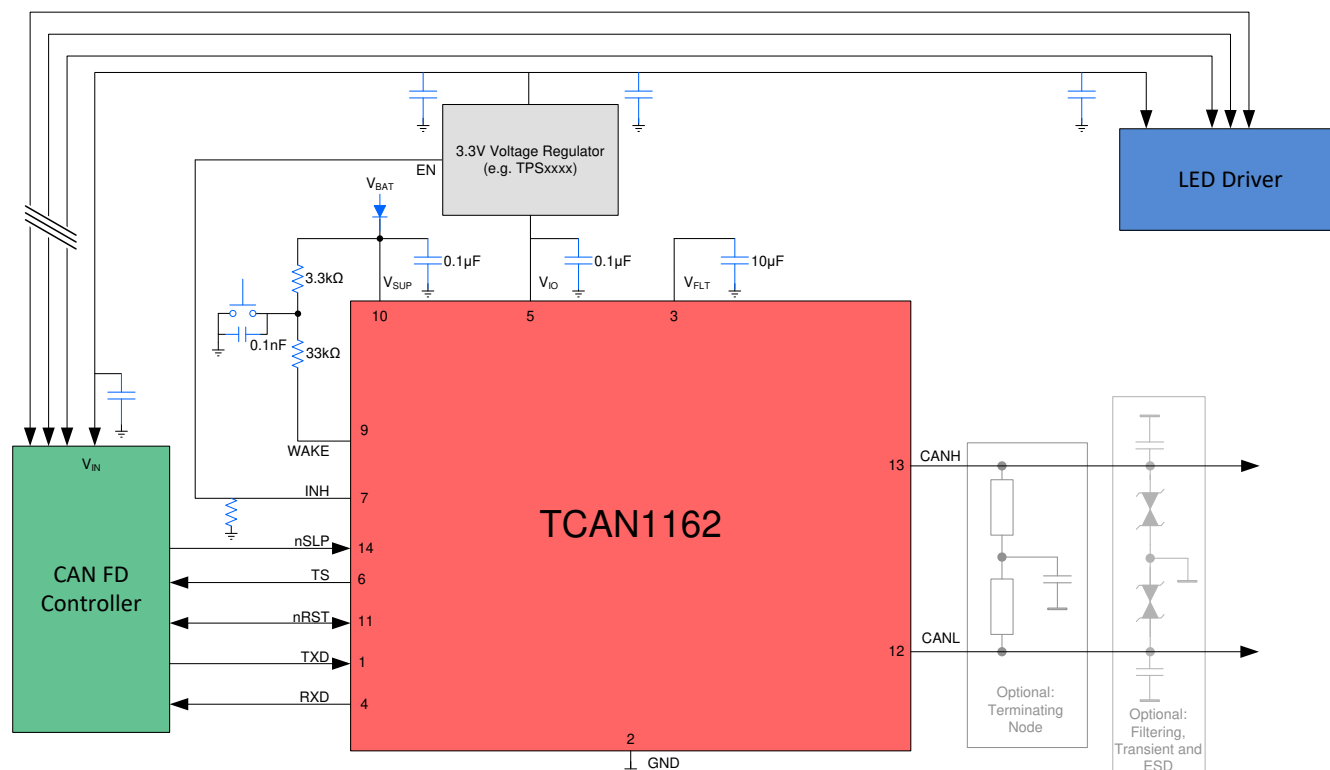 3.3V Voltage Regulator
(e.g. TPSxxxx)
EN
LED Driver
VBAT
3.3kΩ
0.1µF
0.1µF
10µF
VSUP
VIO
VFLT
10
5
3
0.1nF
33kΩ
9
WAKE
VIN
INH
7
nSLP
14
TS
6
nRST
11
TXD
1
RXD
4
CAN FD
Controller
TCAN1162
13
CANH
12
CANL
2
GND
Optional:
Terminating
Node
Optional:
Filtering,
Transient and
ESD